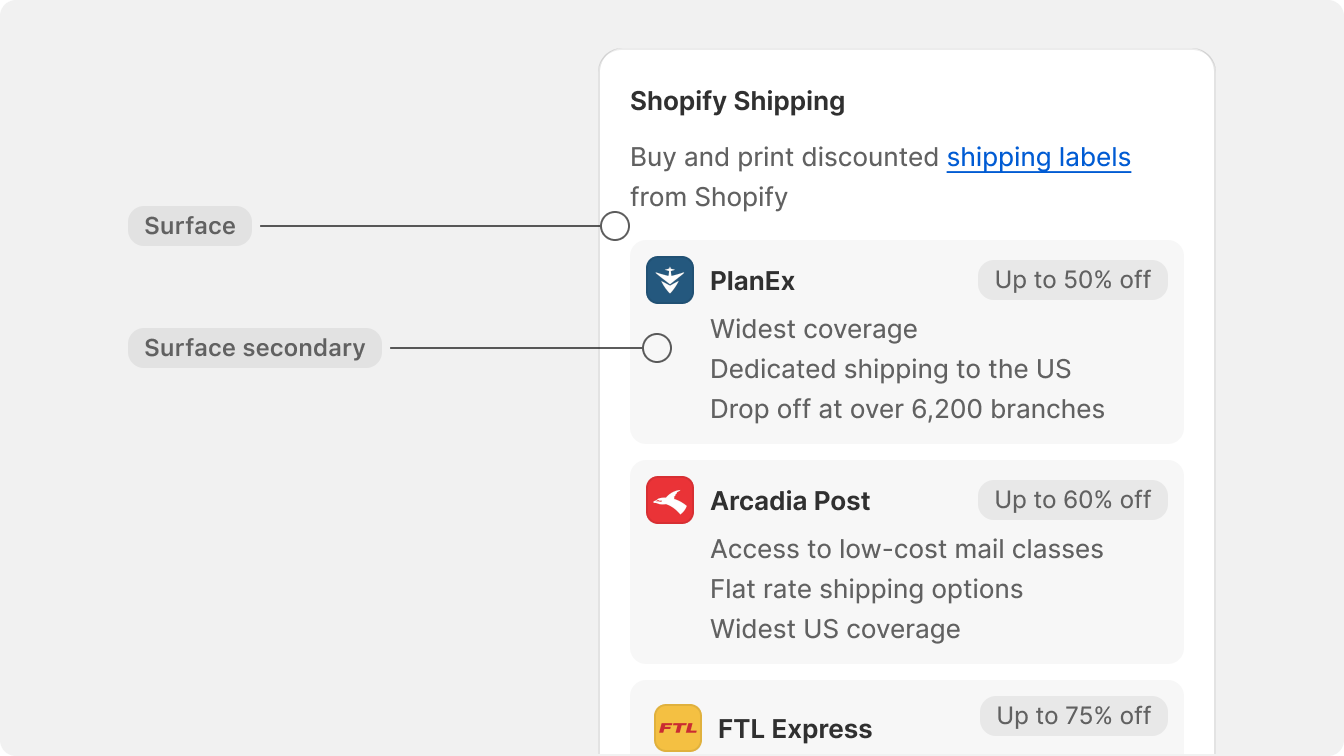 Shopify Shipping
Buy and print discounted shipping labels
from Shopify
Surface
PlanEx
Up to 50% off
Widest coverage
Surface secondary
Dedicated shipping to the US
Drop off at over 6,200 branches
Arcadia Post
Up to 60% off
Access to low-cost mail classes
Flat rate shipping options
Widest US coverage
FTL
FTL Express
Up to 75% off